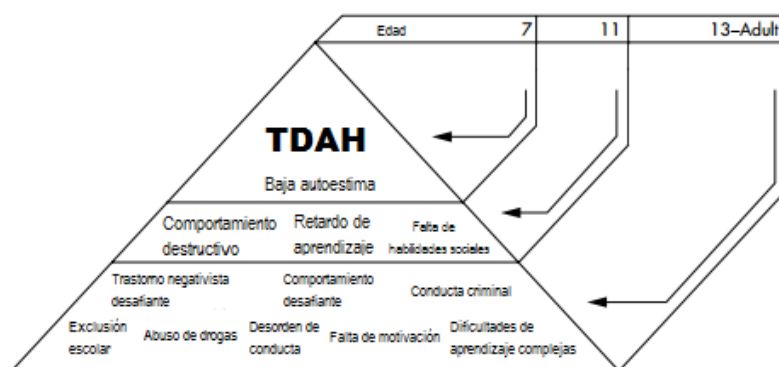 Edad 7 11 13–Adult
TDAH
Baja autoestima
Comportamiento destructivo
Retardo de aprendizaje
Falta de habilidades sociales
Trastorno negativista desafiante
Comportamiento desafiante
Conducta criminal
Exclusión escolar
Abuso de drogas
Desorden de conducta
Falta de motivación
Dificultades de aprendizaje complejas